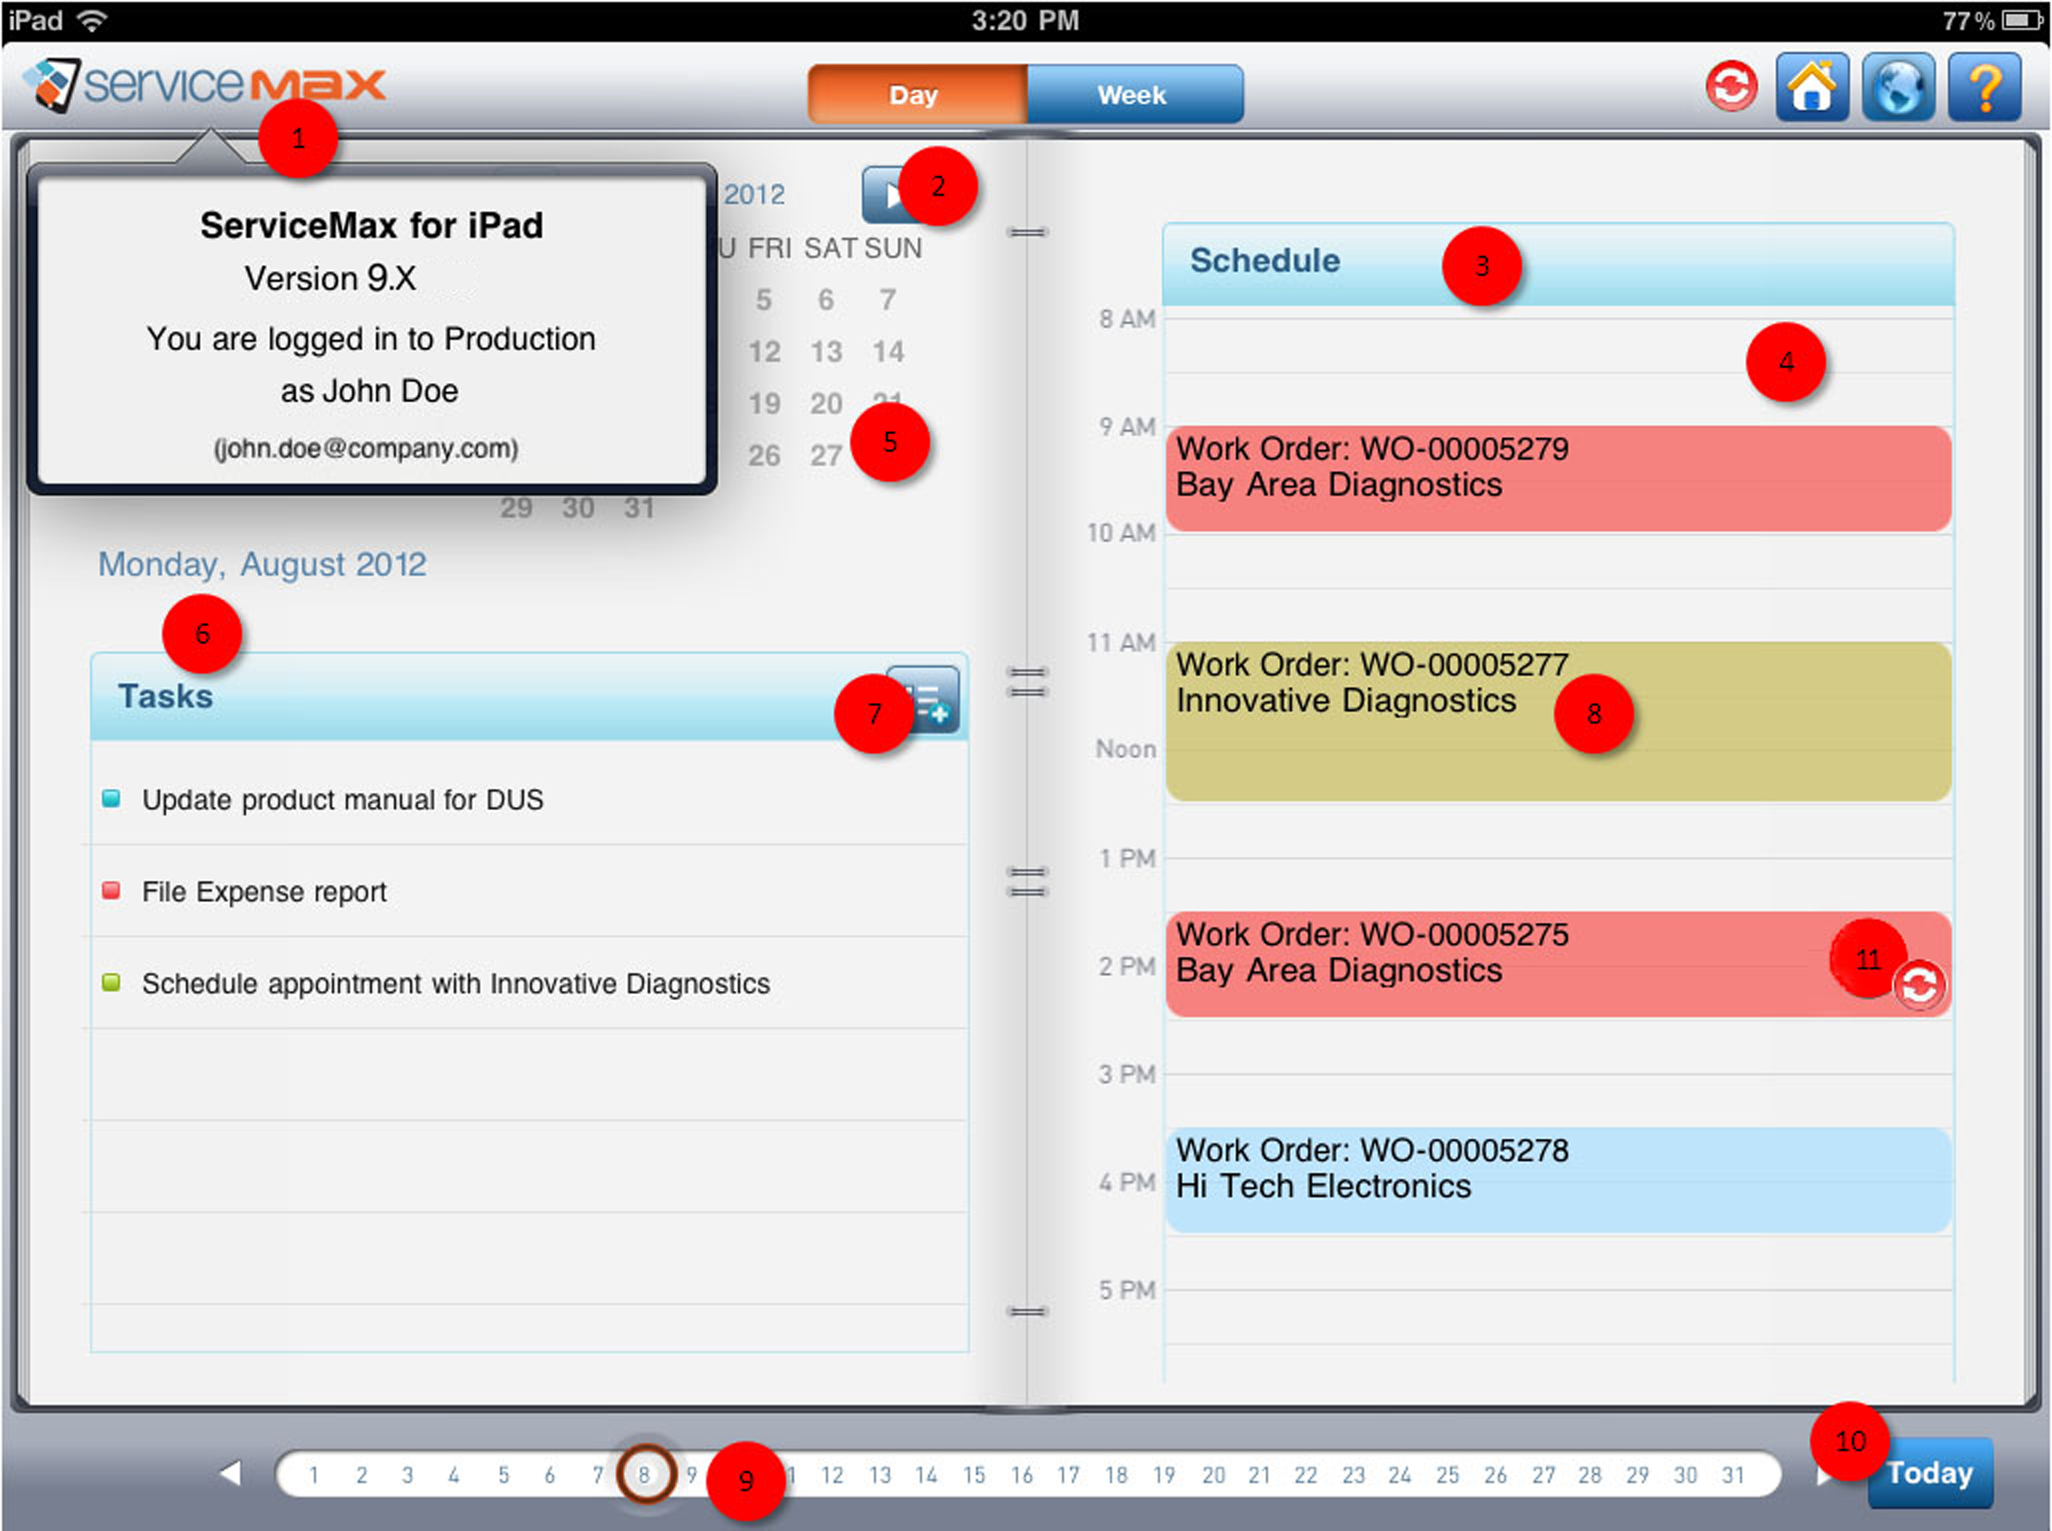 iPad
3:20 PM
77%
serviceMAX
Day
Week
1
ServiceMax for iPad
Version 9.X
You are logged in to Production
as John Doe
(john.doe@company.com)
2012
2
U FRI SAT SUN
5 6 7
12 13 14
19 20 21
26 27
5
29 30 31
Monday, August 2012
6
Tasks
7
Update product manual for DUS
File Expense report
Schedule appointment with Innovative Diagnostics
Schedule
3
8 AM
4
9 AM
Work Order: WO-00005279
Bay Area Diagnostics
10 AM
11 AM
Work Order: WO-00005277
Innovative Diagnostics
8
Noon
1 PM
Work Order: WO-00005275
Bay Area Diagnostics
11
2 PM
3 PM
Work Order: WO-00005278
Hi Tech Electronics
4 PM
5 PM
1 2 3 4 5 6 7 8 9 9 1 12 13 14 15 16 17 18 19 20 21 22 23 24 25 26 27 28 29 30 31
10
Today